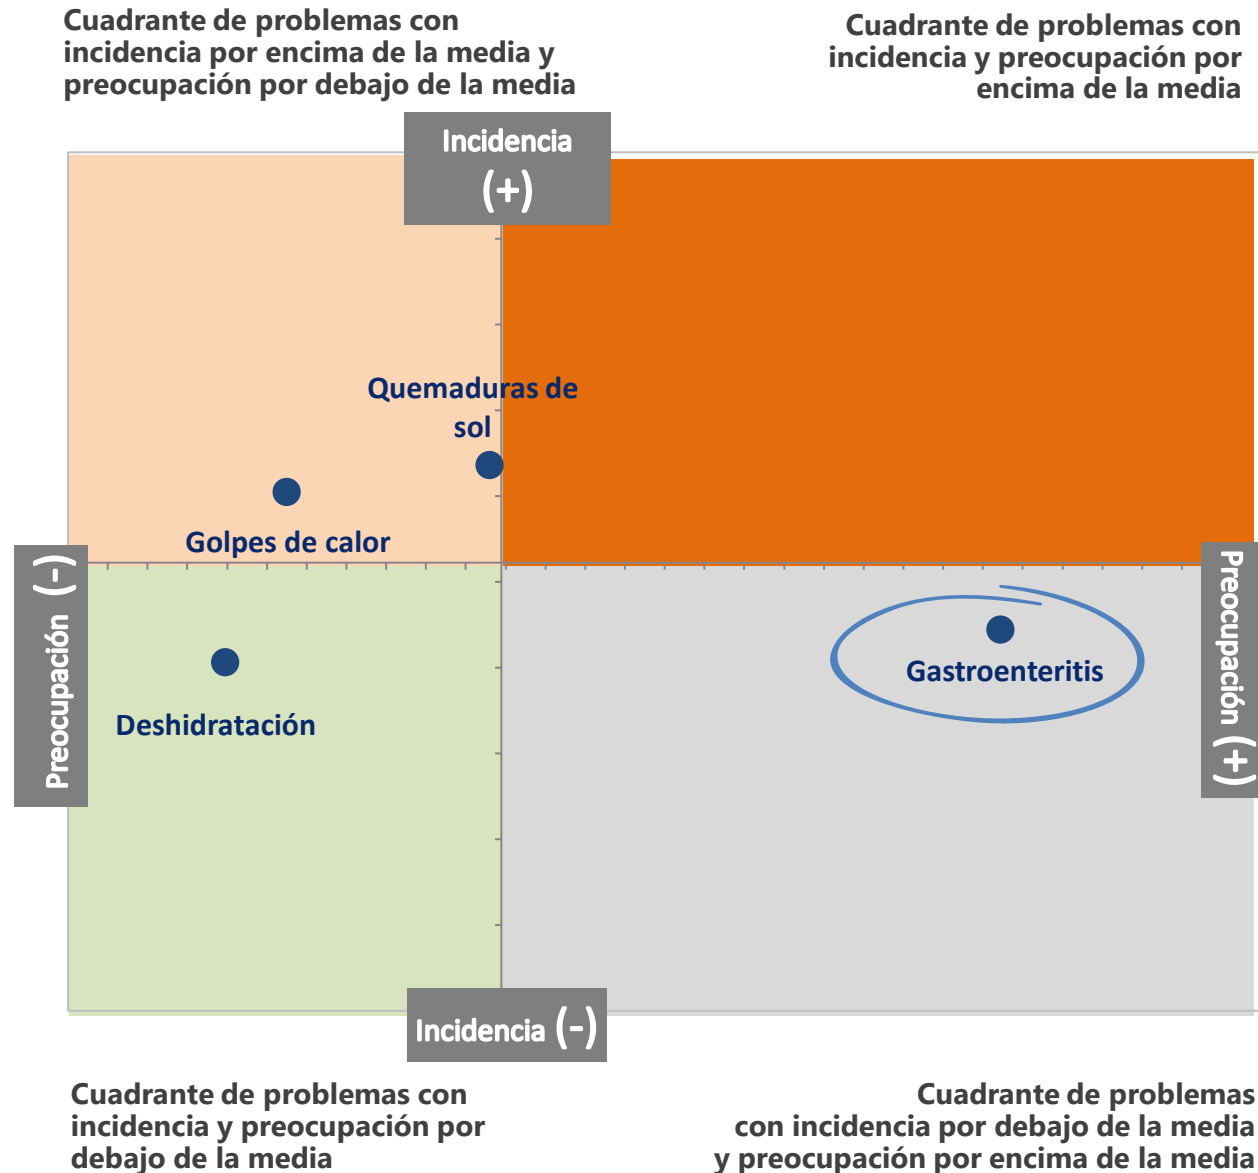 Cuadrante de problemas con
incidencia por encima de la media y
preocupación por debajo de la media
Cuadrante de problemas con
incidencia y preocupación por
encima de la media
Incidencia
(+)
Quemaduras de
sol
Golpes de calor
Preocupación (-)
Preocupación (+)
Gastroenteritis
Deshidratación
Incidencia (-)
Cuadrante de problemas con
incidencia y preocupación por
debajo de la media
Cuadrante de problemas
con incidencia por debajo de la media
y preocupación por encima de la media